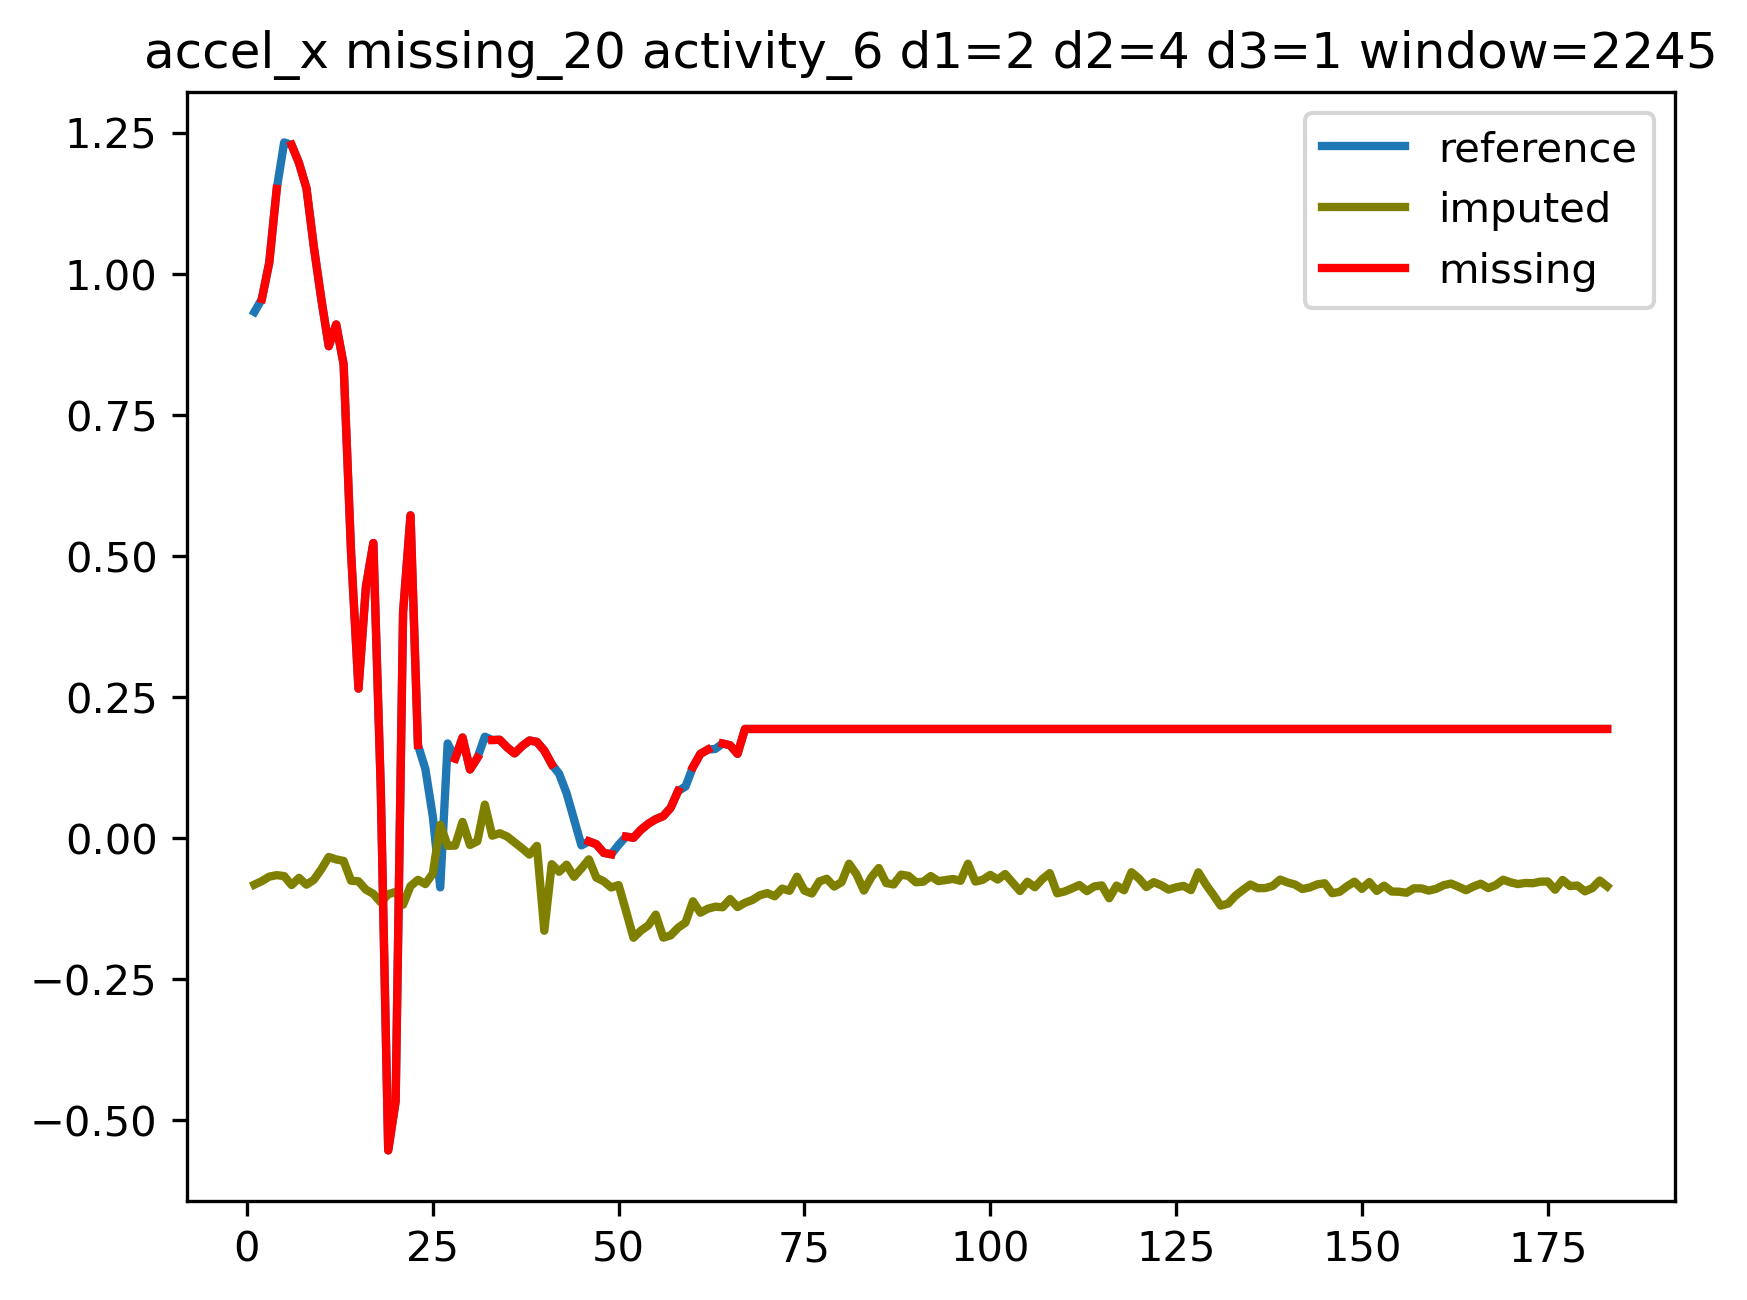 accel_x missing_20 activity_6 d1=2 d2=4 d3=1 window=2245
reference
imputed
missing
1.25
1.00
0.75
0.50
0.25
0.00
−0.25
−0.50
0 25 50 75 100 125 150 175